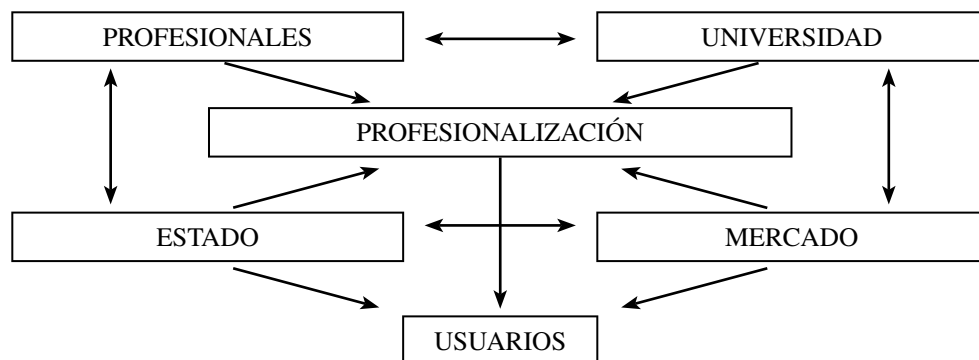 PROFESIONALES
UNIVERSIDAD
PROFESIONALIZACIÓN
ESTADO
MERCADO
USUARIOS